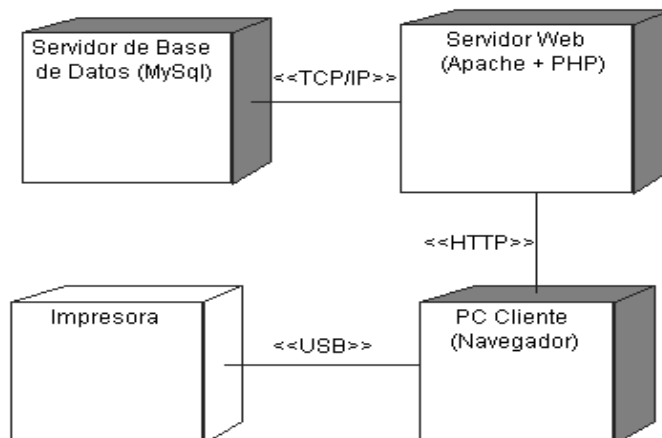 Servidor de Base
de Datos (MySql)
<<TCP/IP>>
Servidor Web
(Apache + PHP)
<<HTTP>>
Impresora
<<USB>>
PC Cliente
(Navegador)